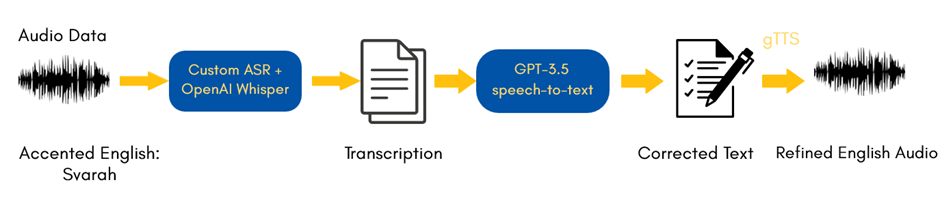 Audio Data
Custom ASR +
OpenAI Whisper
GPT-3.5
speech-to-text
gTTS
Accented English:
Svarah
Transcription
Corrected Text
Refined English Audio